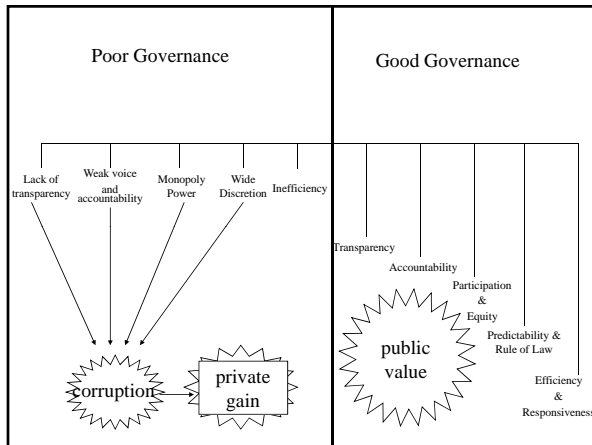 Poor Governance
Good Governance
Lack of
transparency
Weak voice
and
accountability
Monopoly
Power
Wide
Discretion
Inefficiency
Transparency
Accountability
Participation
&
Equity
Predictability &
Rule of Law
Efficiency
&
Responsiveness
corruption
private
gain
public
value